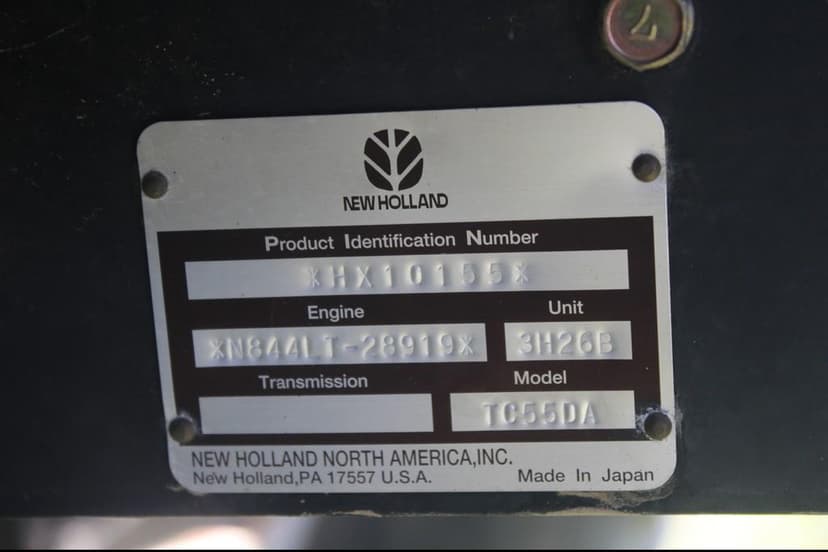 7
NEW HOLLAND
Product Identification Number
*HX10155*
Engine
Unit
*N844LT-28919*
3H26B
Transmission
Model
TC55DA
NEW HOLLAND NORTH AMERICA,INC.
New Holland,PA 17557 U.S.A.
Made In Japan